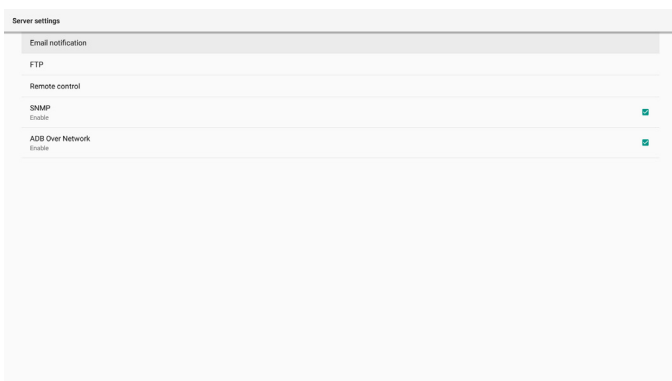 Server settings
Email notification
FTP
Remote control
SNMP
Enable
ADB Over Network
Enable